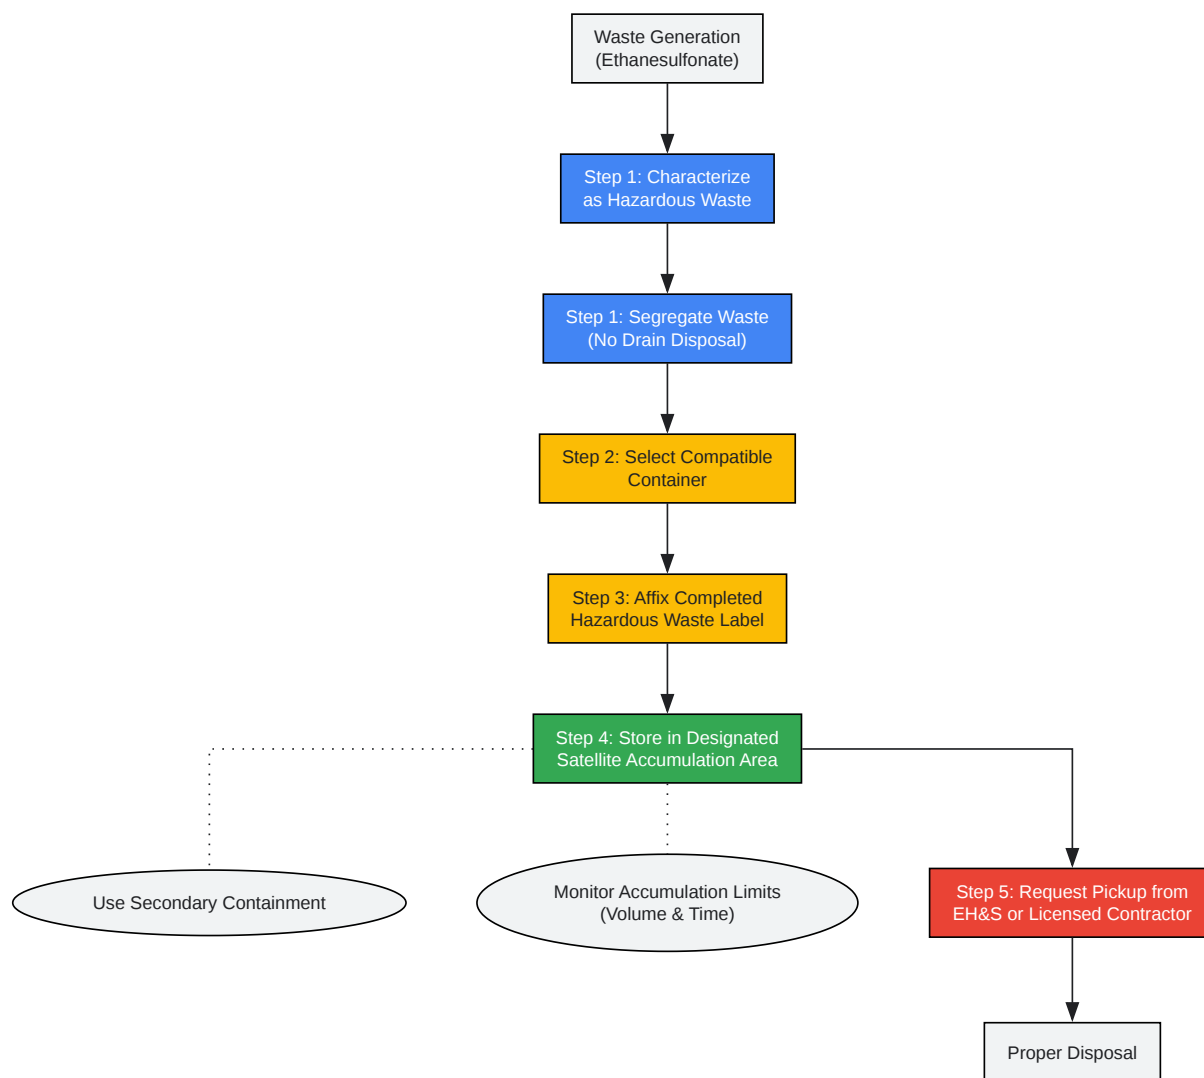 Waste Generation
(Ethanesulfonate)
Step 1: Characterize
as Hazardous Waste
Step 1: Segregate Waste
(No Drain Disposal)
Step 2: Select Compatible
Container
Step 3: Affix Completed
Hazardous Waste Label
Step 4: Store in Designated
Satellite Accumulation Area
Use Secondary Containment
Monitor Accumulation Limits
(Volume & Time)
Step 5: Request Pickup from
EH&S or Licensed Contractor
Proper Disposal